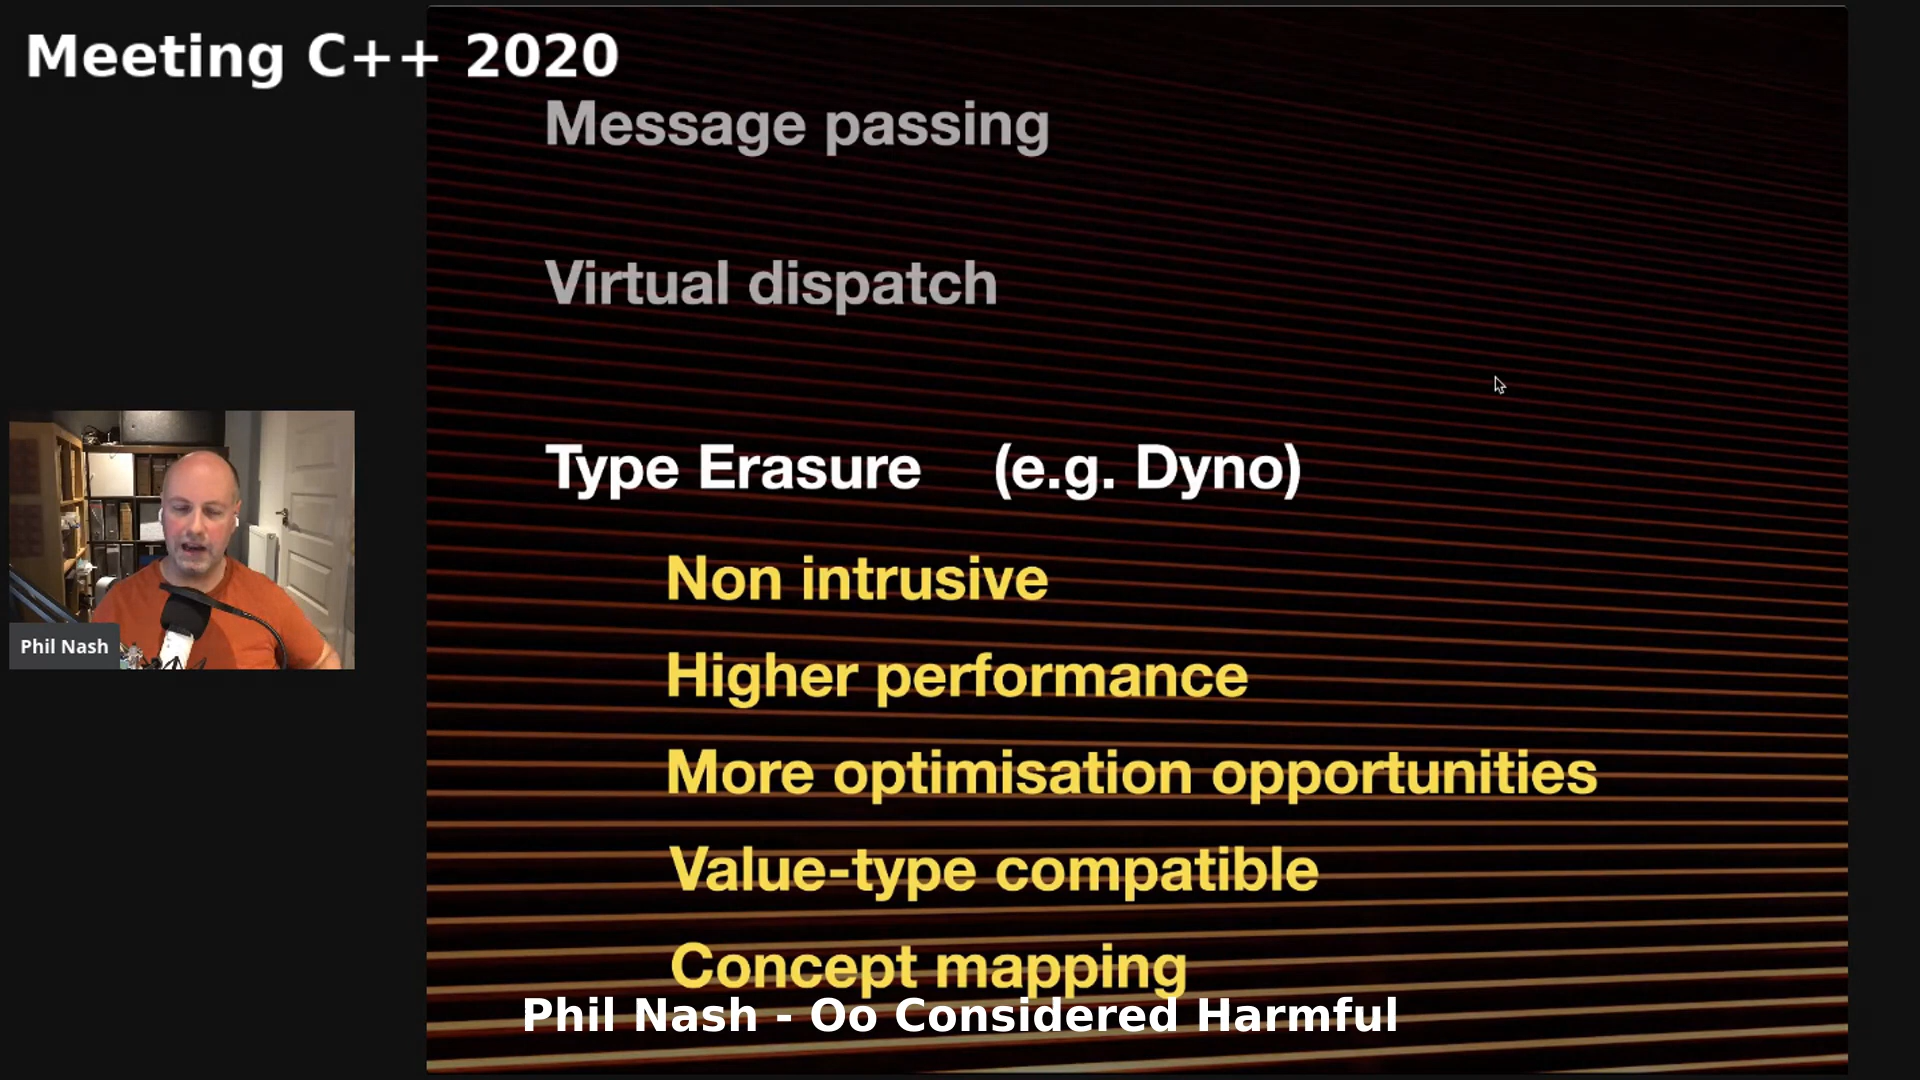 Meeting C++ 2020
Message passing
Virtual dispatch
Type Erasure (e.g. Dyno)
Non intrusive
Higher performance
More optimisation opportunities
Value-type compatible
Concept mapping
Phil Nash
Phil Nash - Oo Considered Harmful